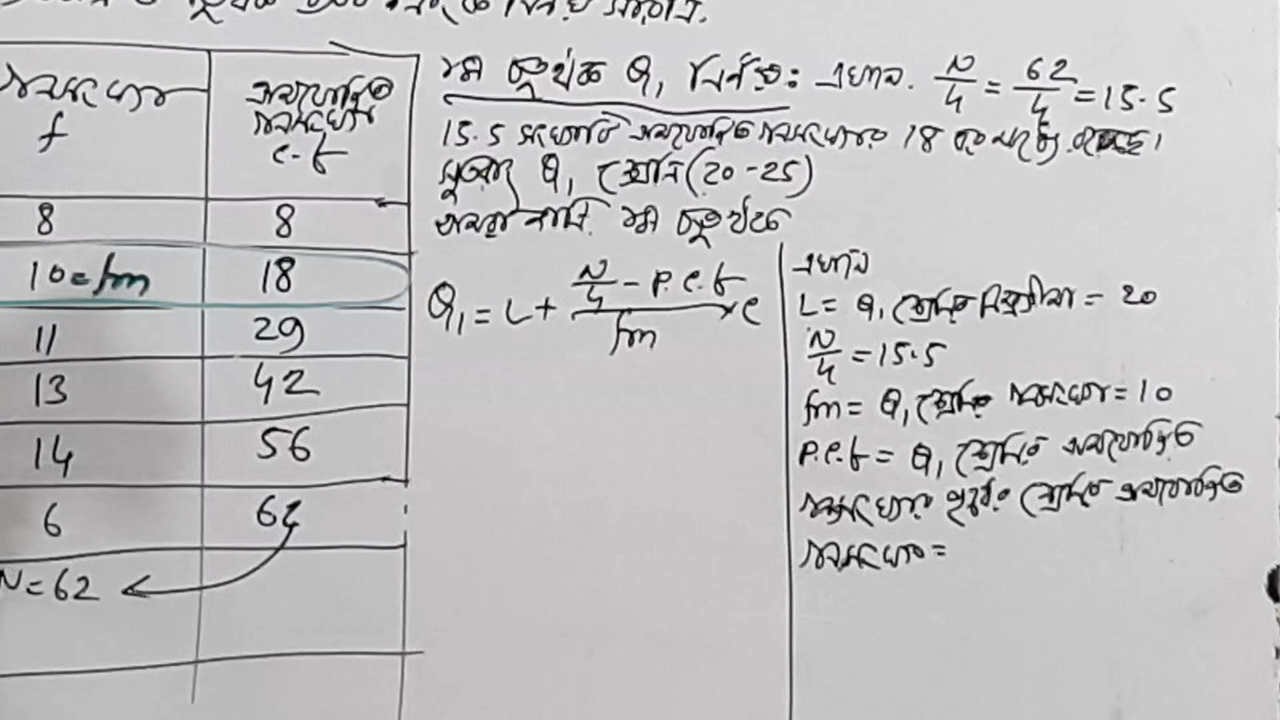 গণসংখ্যা
f
ক্রমযোজিত
গণসংখ্যা
c.f
8 8
10=fm 18
11 29
13 42
14 56
6 62
N=62
১ম চতুর্থক Q₁ নির্ণয়: এখানে. N/4 = 62/4 = 15.5
15.5 সংখ্যাটি ক্রমযোজিত গণসংখ্যার 18 এর মধ্যে রয়েছে।
সুতরাং Q₁ শ্রেণি (20-25)
আমরা জানি. ১ম চতুর্থক
Q₁ = L + (N/4 - P.c.f)/fm × c
এখানে
L = Q₁ শ্রেণির নিম্নসীমা = 20
N/4 = 15.5
fm = Q₁ শ্রেণির গণসংখ্যা = 10
P.c.f = Q₁ শ্রেণির ক্রমযোজিত
গণসংখ্যার পূর্বের শ্রেণির ক্রমযোজিত
গণসংখ্যা =